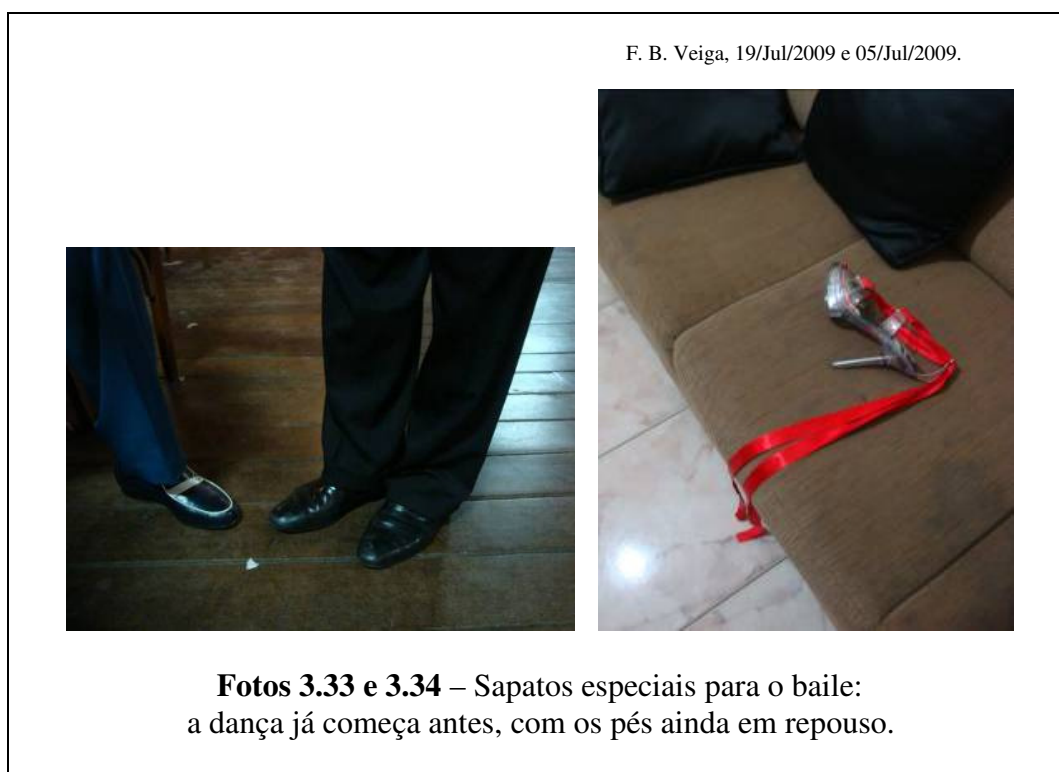 F. B. Veiga, 19/Jul/2009 e 05/Jul/2009.
Fotos 3.33 e 3.34 – Sapatos especiais para o baile:
a dança já começa antes, com os pés ainda em repouso.